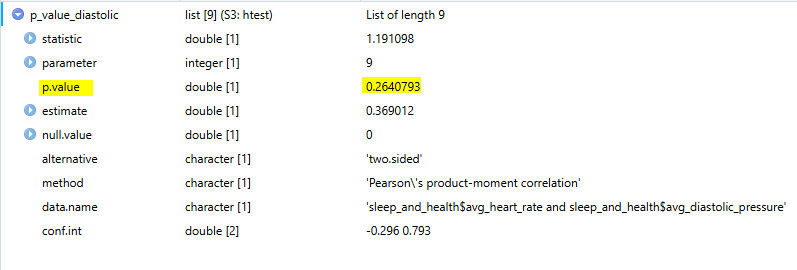 p_value_diastolic list [9] (S3: htest) List of length 9
statistic double [1] 1.191098
parameter integer [1] 9
p.value double [1] 0.2640793
estimate double [1] 0.369012
null.value double [1] 0
alternative character [1] 'two.sided'
method character [1] 'Pearson\'s product-moment correlation'
data.name character [1] 'sleep_and_health$avg_heart_rate and sleep_and_health$avg_diastolic_pressure'
conf.int double [2] -0.296 0.793